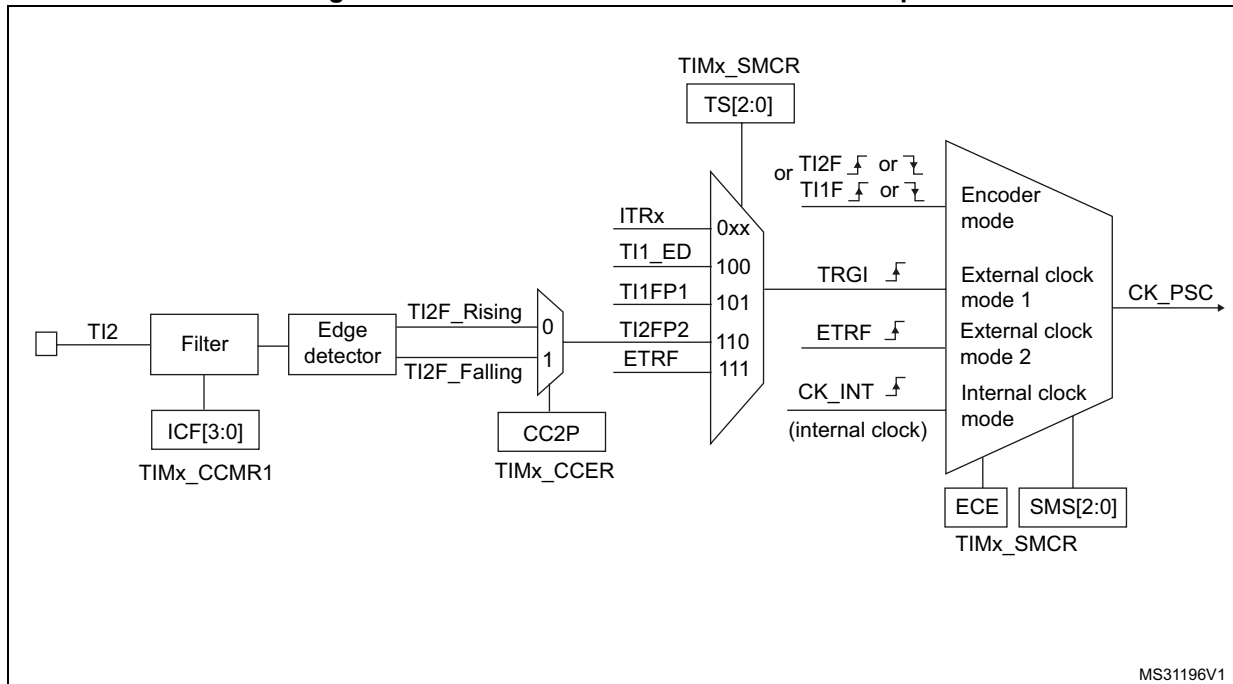 TIMx_SMCR
TS[2:0]
or TI2F or
TI1F or
Encoder
mode
ITRx
0xx
TI1_ED
100
TI1FP1
101
TI2FP2
110
ETRF
111
TRGI
External clock
mode 1
CK_PSC
ETRF
External clock
mode 2
CK_INT
(internal clock)
Internal clock
mode
TI2
Filter
Edge
detector
TI2F_Rising
0
TI2F_Falling
1
ICF[3:0]
TIMx_CCMR1
CC2P
TIMx_CCER
ECE
SMS[2:0]
TIMx_SMCR
MS31196V1